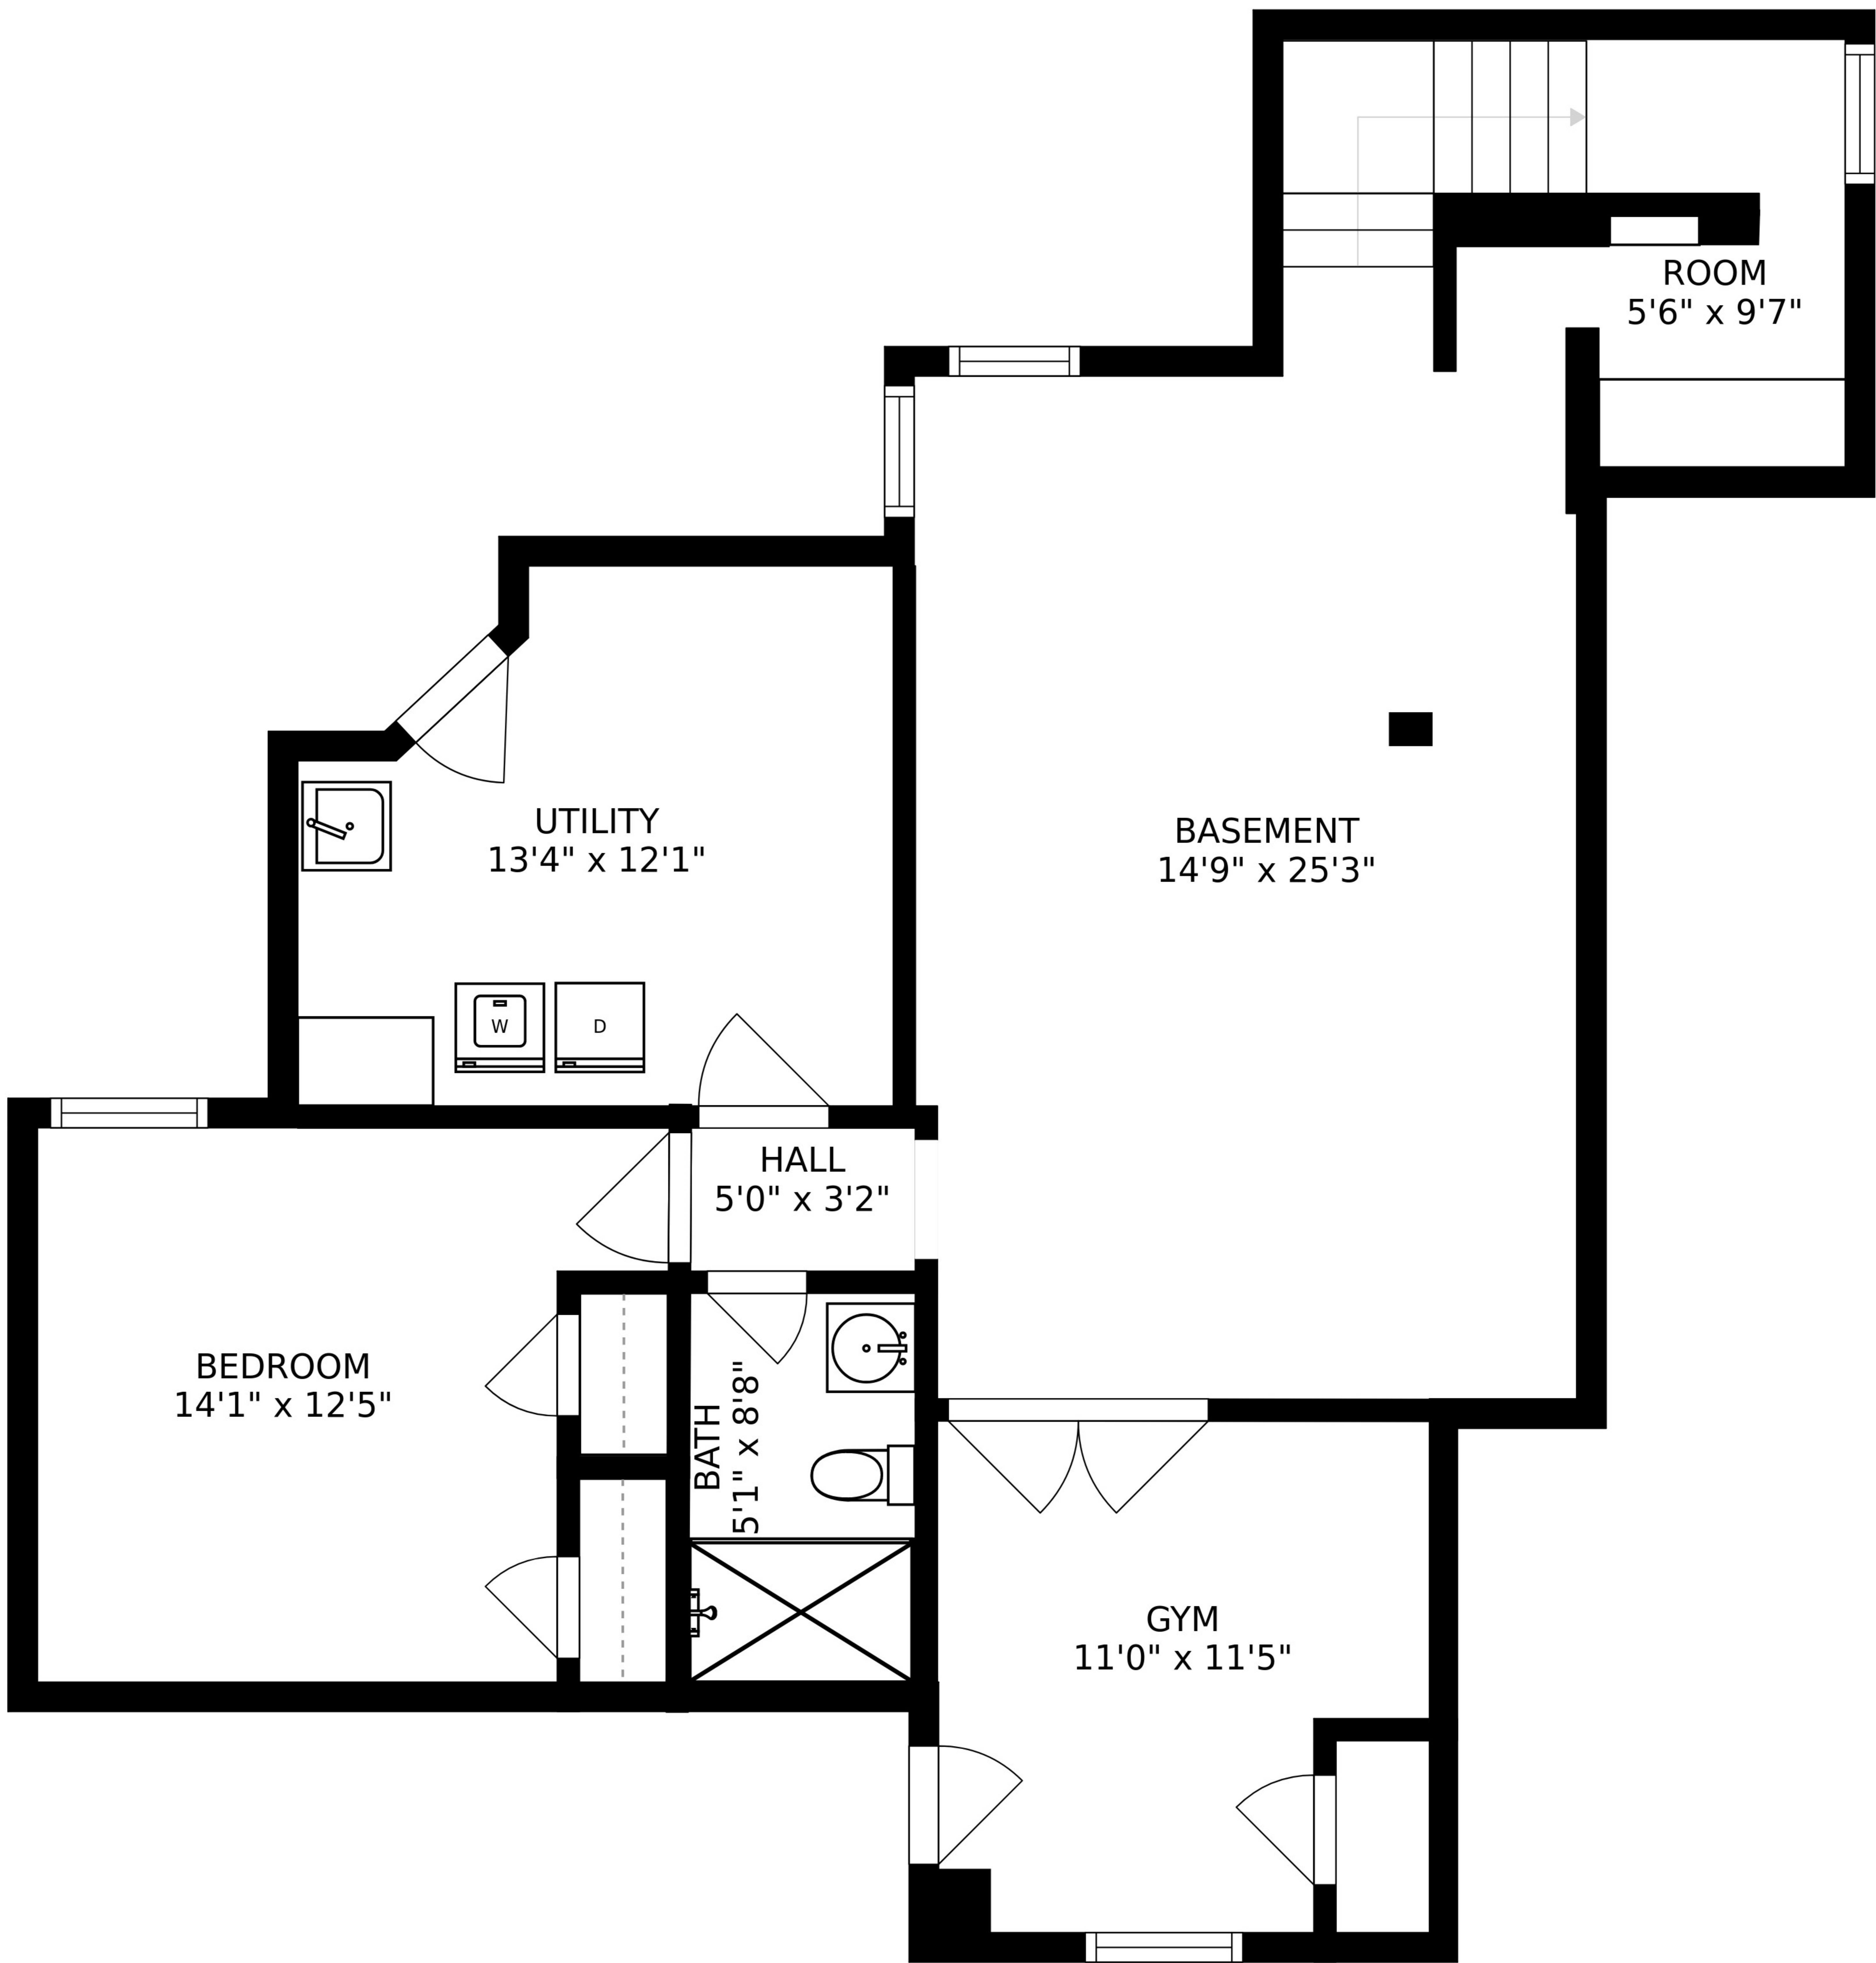 ROOM
5'6" x 9'7"
UTILITY
13'4" x 12'1"
BASEMENT
14'9" x 25'3"
W
D
HALL
5'0" x 3'2"
BEDROOM
14'1" x 12'5"
BATH
5'1" x 8'8"
GYM
11'0" x 11'5"